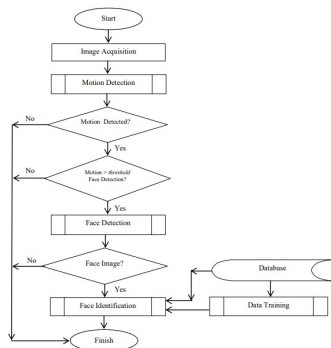 Start
Image Acquisition
Motion Detection
No
Motion Detected?
Yes
No
Motion > threshold
Face Detection?
Yes
Face Detection
No
Face Image?
Database
Yes
Face Identification
Data Training
Finish